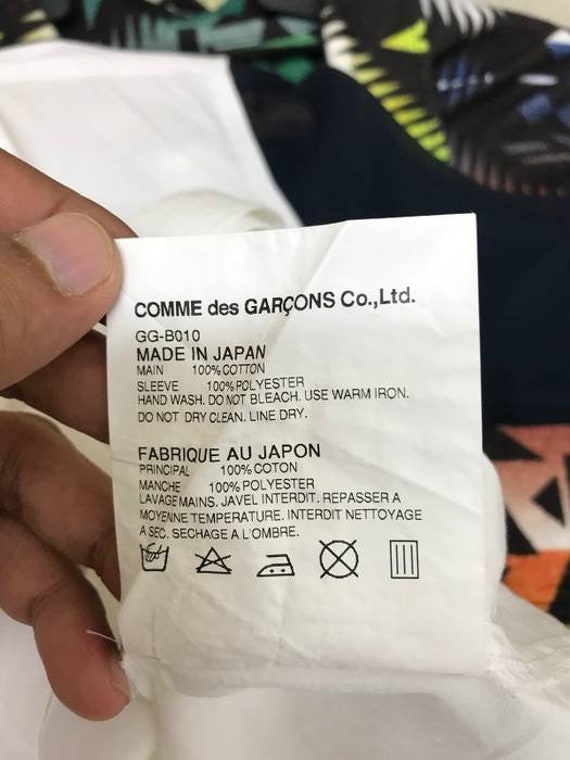 COMME des GARÇONS Co.,Ltd.
GG-B010
MADE IN JAPAN
MAIN 100% COTTON
SLEEVE 100% POLYESTER
HAND WASH. DO NOT BLEACH. USE WARM IRON.
DO NOT DRY CLEAN. LINE DRY.
FABRIQUE AU JAPON
PRINCIPAL 100% COTON
MANCHE 100% POLYESTER
LAVAGE MAINS. JAVEL INTERDIT. REPASSER A
MOYENNE TEMPERATURE. INTERDIT NETTOYAGE
A SEC. SECHAGE A L'OMBRE.